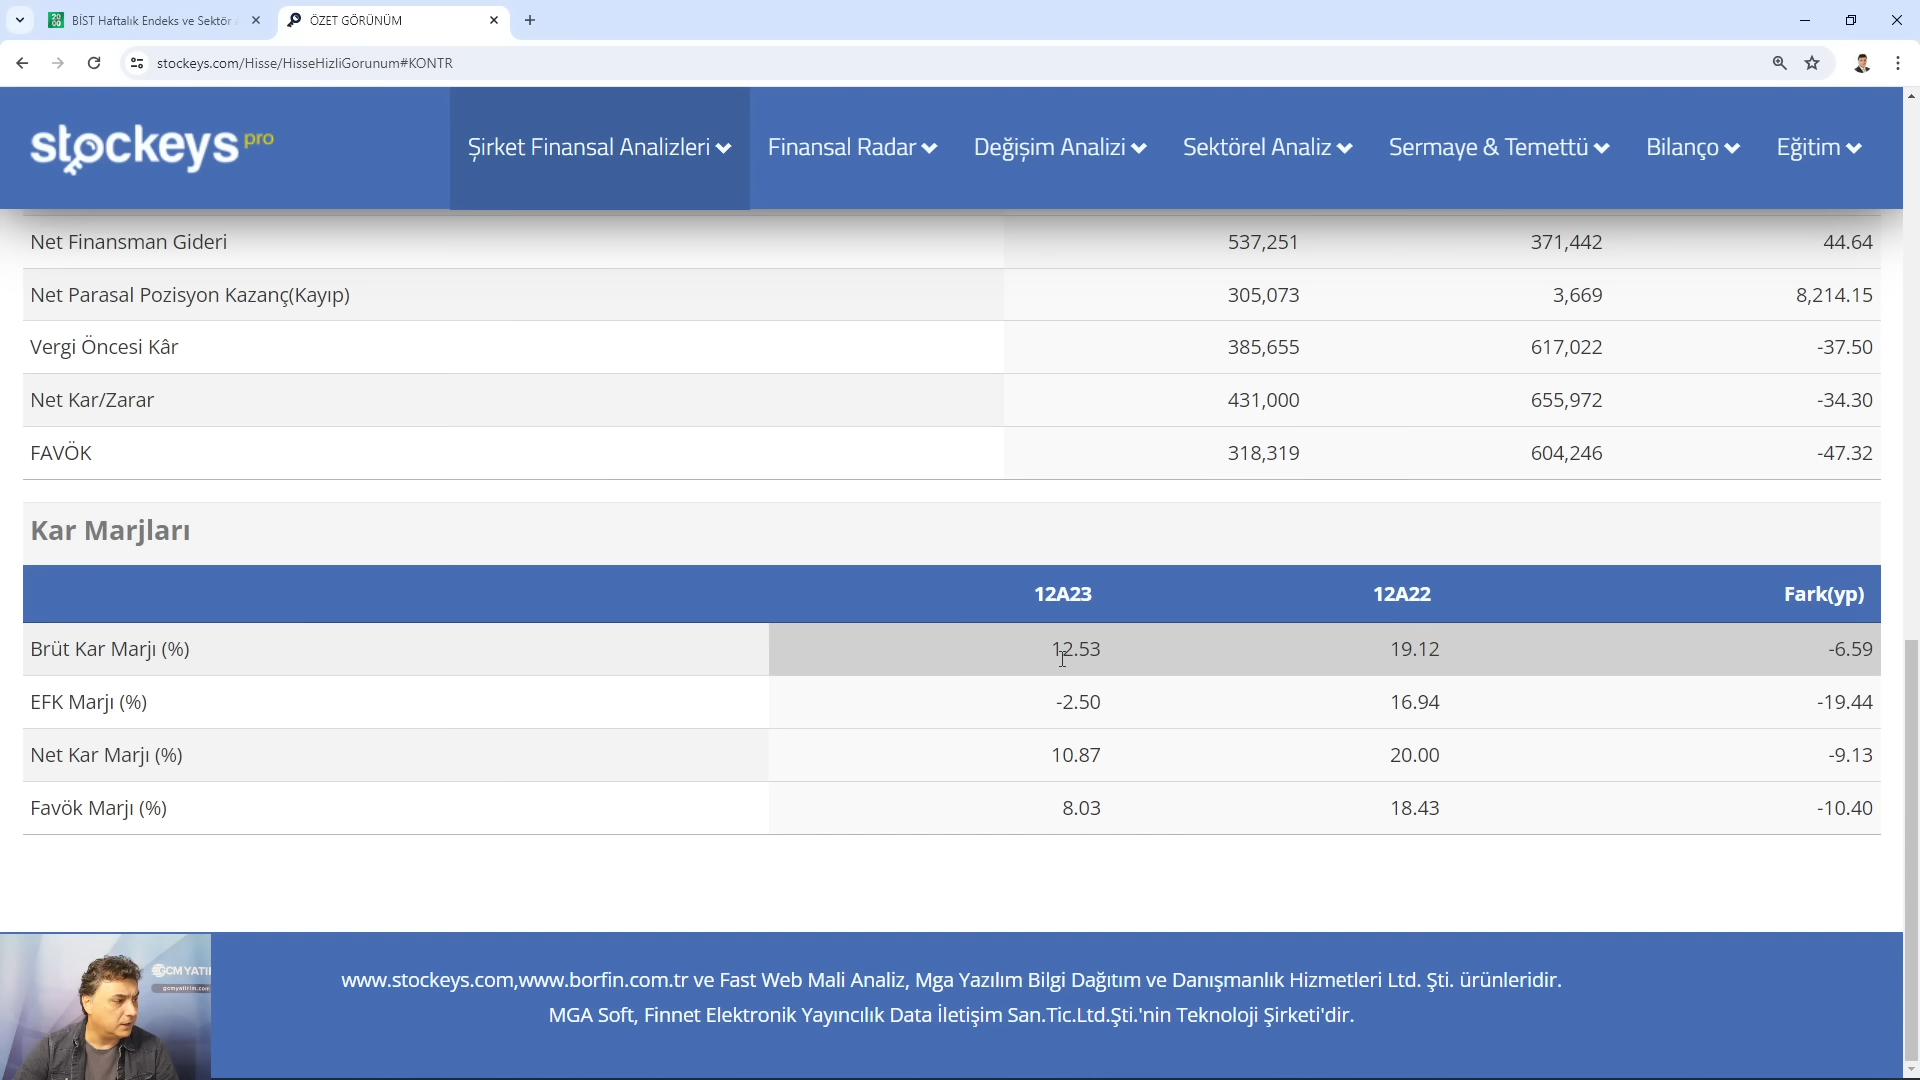 BİST Haftalık Endeks ve Sektör
ÖZET GÖRÜNÜM
stockeys.com/Hisse/HisseHizliGorunum#KONTR
stockeys pro
Şirket Finansal Analizleri
Finansal Radar
Değişim Analizi
Sektörel Analiz
Sermaye & Temettü
Bilanço
Eğitim
Net Finansman Gideri 537,251 371,442 44.64
Net Parasal Pozisyon Kazanç(Kayıp) 305,073 3,669 8,214.15
Vergi Öncesi Kâr 385,655 617,022 -37.50
Net Kar/Zarar 431,000 655,972 -34.30
FAVÖK 318,319 604,246 -47.32
Kar Marjları
12A23 12A22 Fark(yp)
Brüt Kar Marjı (%) 12.53 19.12 -6.59
EFK Marjı (%) -2.50 16.94 -19.44
Net Kar Marjı (%) 10.87 20.00 -9.13
Favök Marjı (%) 8.03 18.43 -10.40
GCM YATI
gcmyatirim.com
www.stockeys.com,www.borfin.com.tr ve Fast Web Mali Analiz, Mga Yazılım Bilgi Dağıtım ve Danışmanlık Hizmetleri Ltd. Şti. ürünleridir.
MGA Soft, Finnet Elektronik Yayıncılık Data İletişim San.Tic.Ltd.Şti.'nin Teknoloji Şirketi'dir.